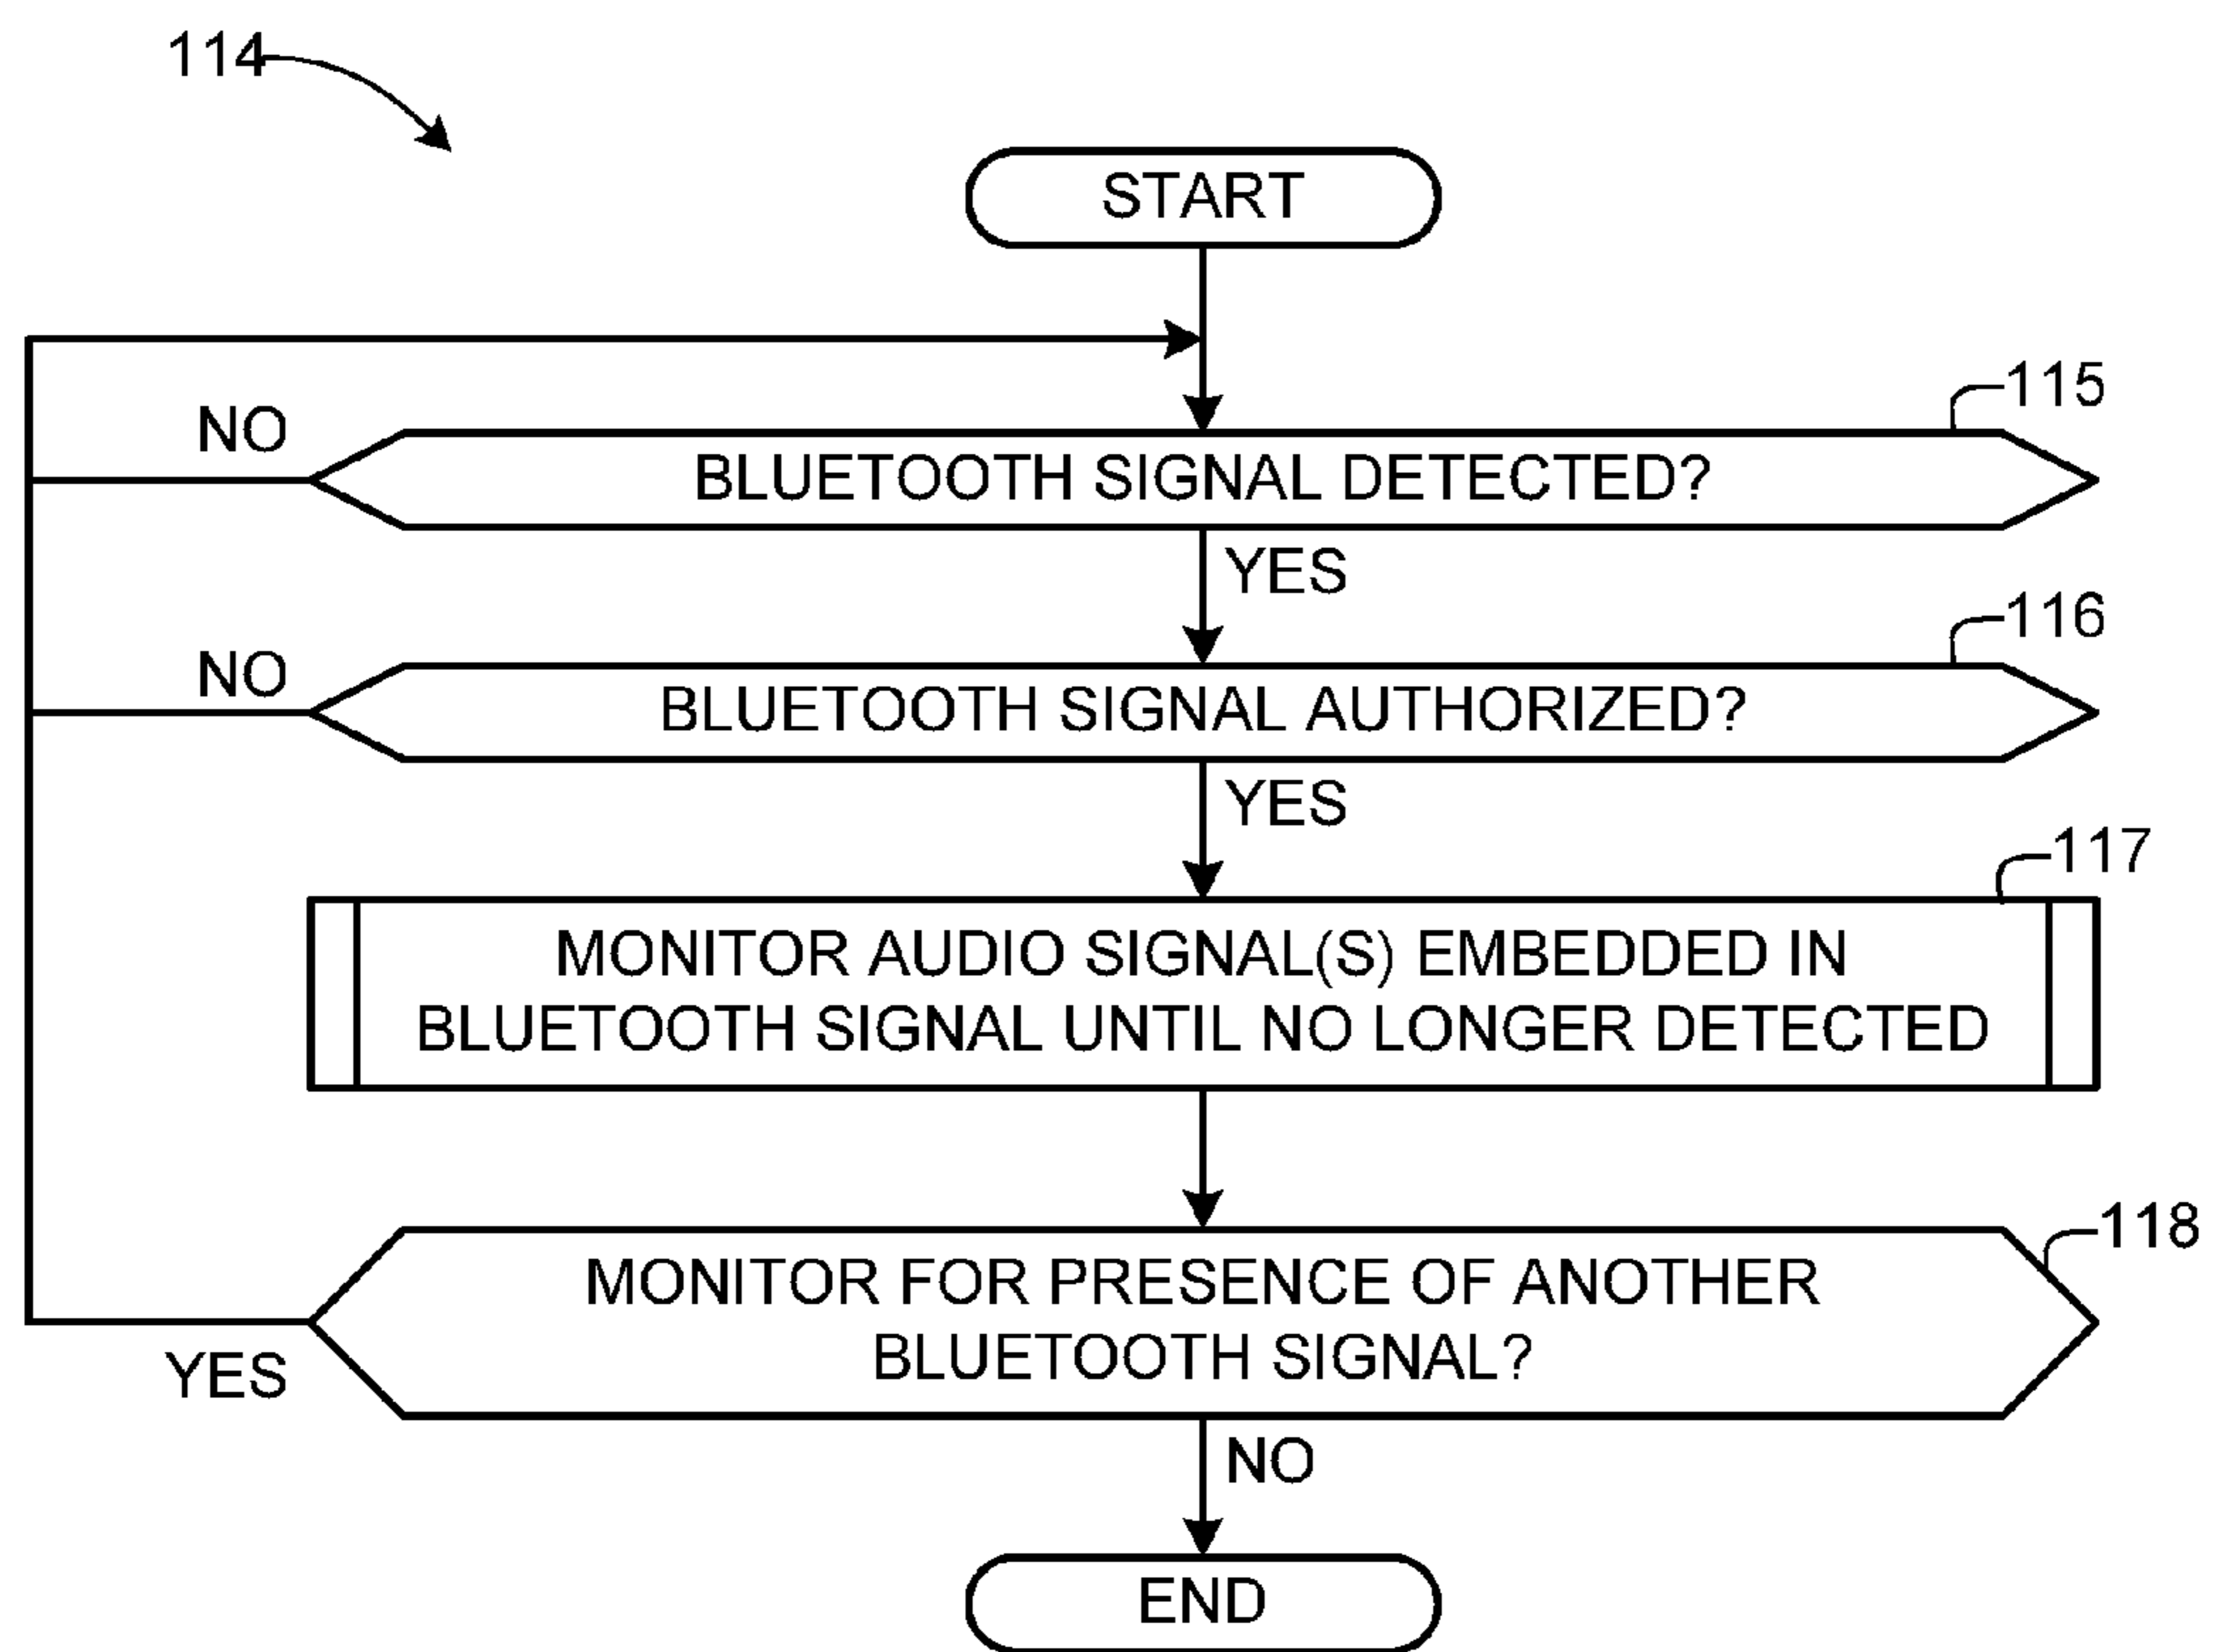 114
START
115
NO
BLUETOOTH SIGNAL DETECTED?
YES
116
NO
BLUETOOTH SIGNAL AUTHORIZED?
YES
117
MONITOR AUDIO SIGNAL(S) EMBEDDED IN
BLUETOOTH SIGNAL UNTIL NO LONGER DETECTED
118
MONITOR FOR PRESENCE OF ANOTHER
BLUETOOTH SIGNAL?
YES
NO
END